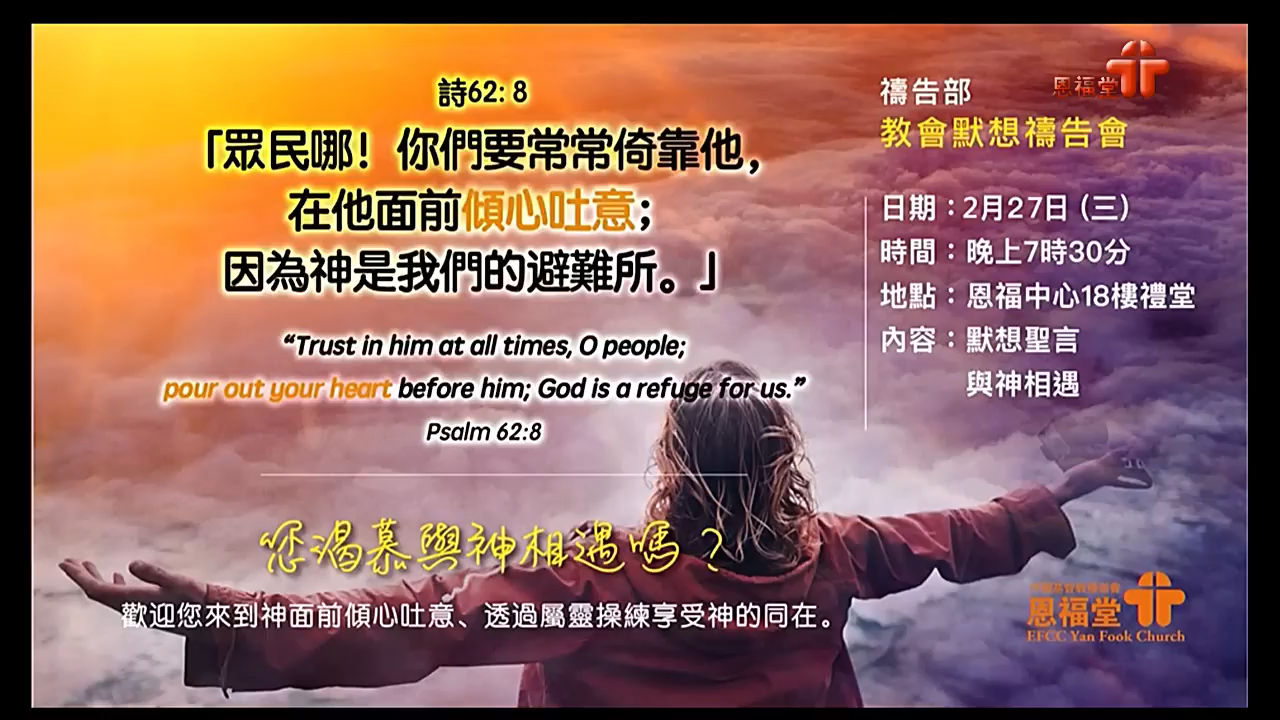 詩62: 8
「眾民哪！你們要常常倚靠他，
在他面前傾心吐意；
因為神是我們的避難所。」
“Trust in him at all times, O people;
pour out your heart before him; God is a refuge for us.”
Psalm 62:8
您渴慕與神相遇嗎？
歡迎您來到神面前傾心吐意、透過屬靈操練享受神的同在。
恩福堂
禱告部
教會默想禱告會
日期：2月27日 (三)
時間：晚上7時30分
地點：恩福中心18樓禮堂
內容：默想聖言
與神相遇
恩福堂
EFCC Yan Fook Church